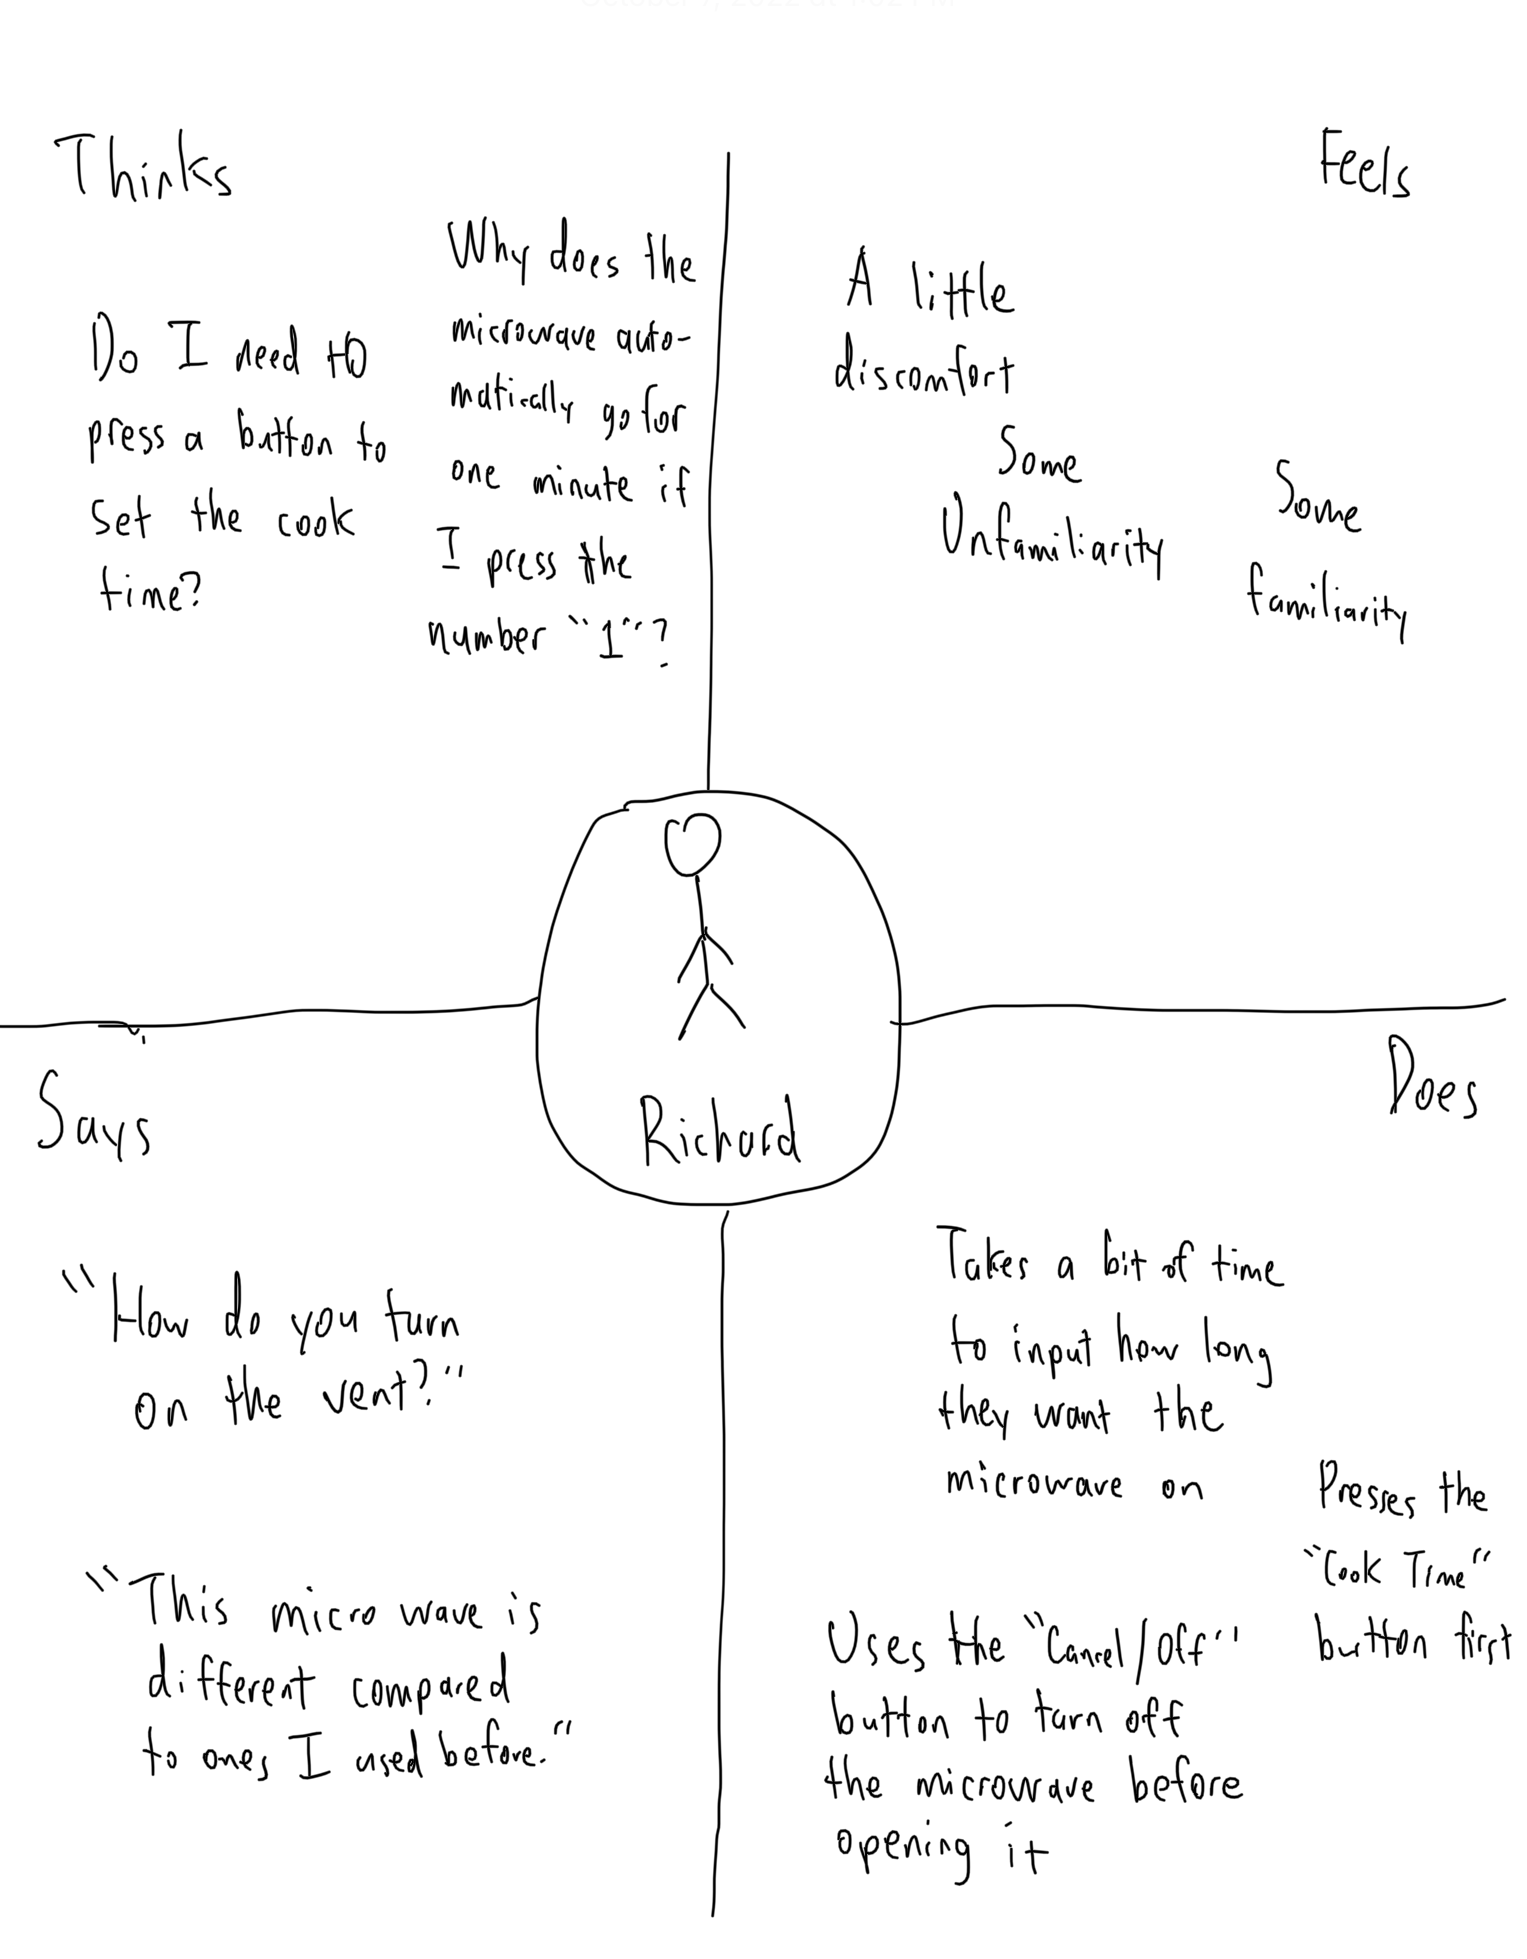 Thinks
Do I need to
press a button to
set the cook
time?
Why does the
microwave auto-
matically go for
one minute if
I press the
number "1"?
Feels
A little
discomfort
Some
Unfamiliarity
Some
familiarity
Richard
Says
"How do you turn
on the vent?"
"This micro wave is
different compared
to ones I used before."
Does
Takes a bit of time
to input how long
they want the
microwave on
Presses the
"Cook Time"
button first
Uses the "Cancel/Off"
button to turn off
the microwave before
opening it